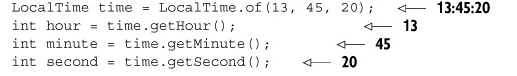 LocalTime time = LocalTime.of(13, 45, 20); 13:45:20
int hour = time.getHour(); 13
int minute = time.getMinute(); 45
int second = time.getSecond(); 20